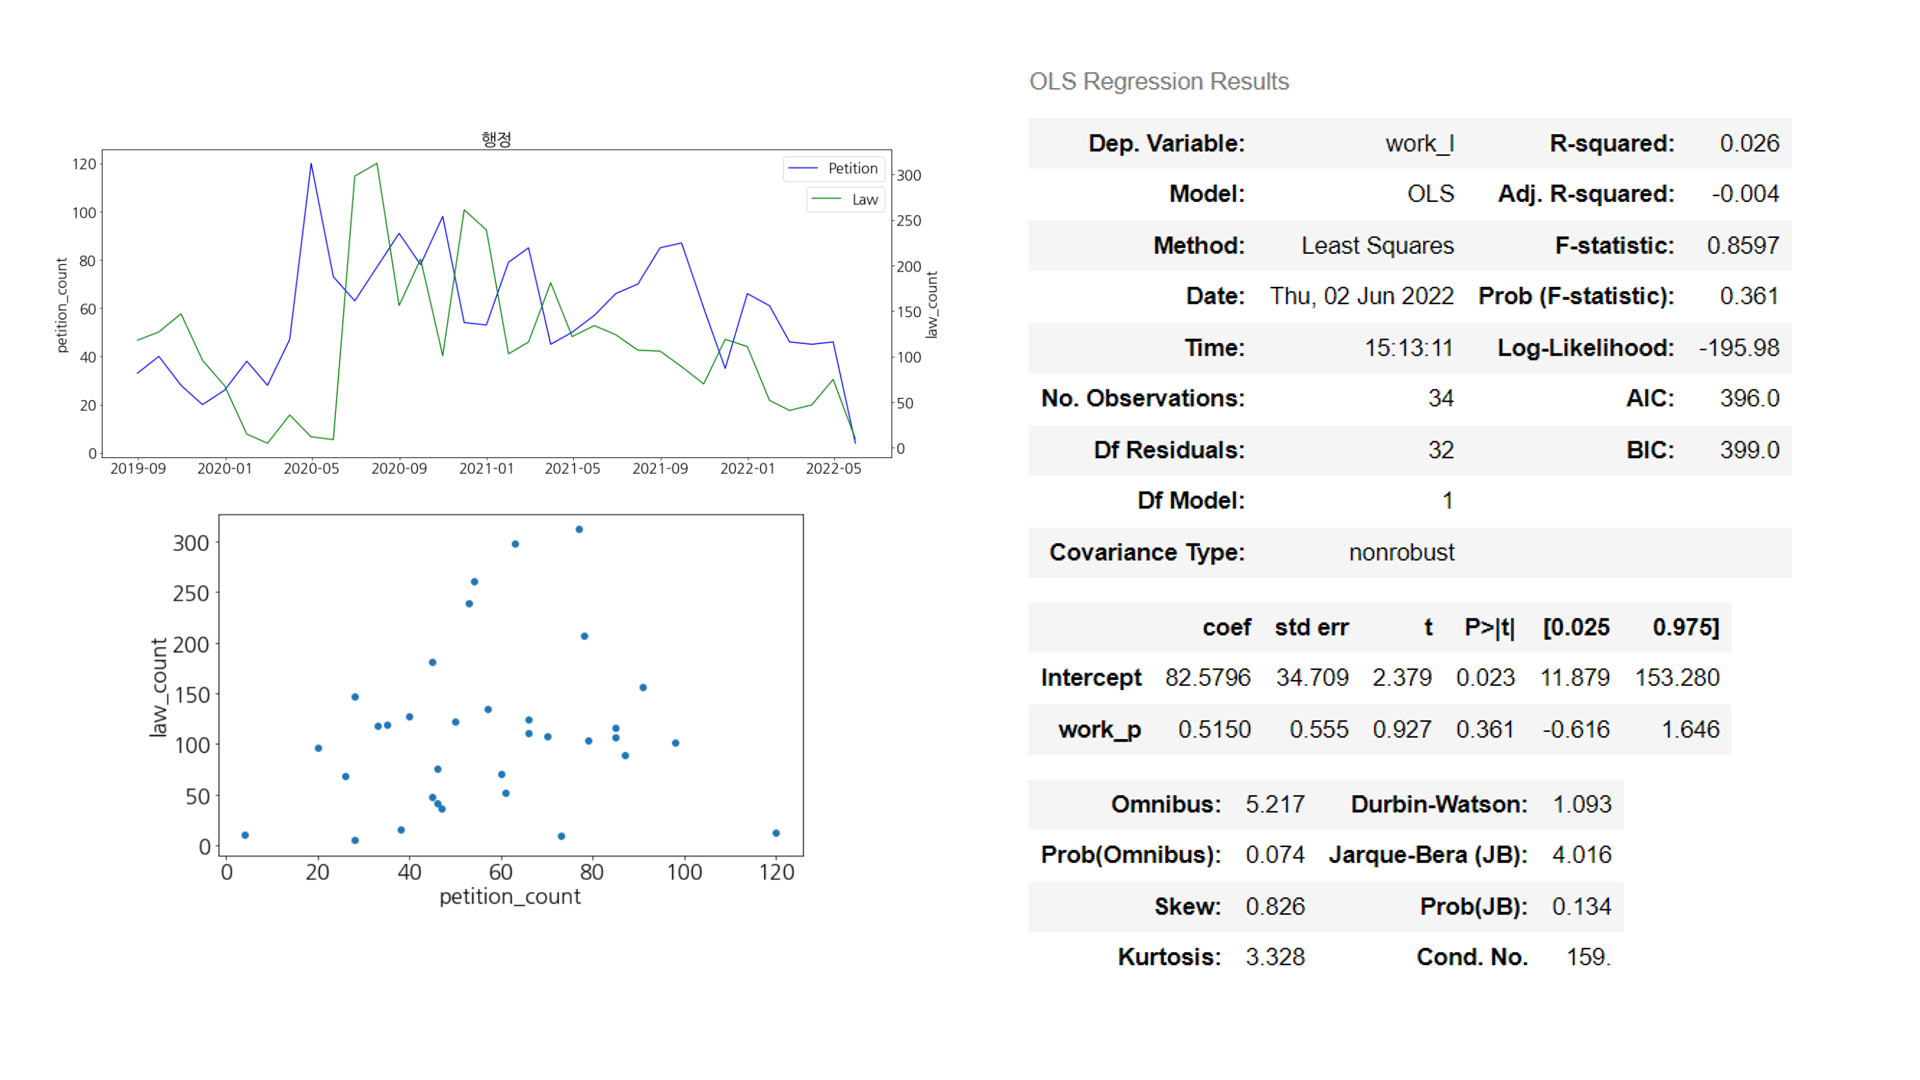 행정
Petition
Law
petition_count
120
100
80
60
40
20
0
300
250
200
150
100
50
0
law_count
2019-09 2020-01 2020-05 2020-09 2021-01 2021-05 2021-09 2022-01 2022-05
law_count
300
250
200
150
100
50
0
0 20 40 60 80 100 120
petition_count
OLS Regression Results
Dep. Variable: work_l R-squared: 0.026
Model: OLS Adj. R-squared: -0.004
Method: Least Squares F-statistic: 0.8597
Date: Thu, 02 Jun 2022 Prob (F-statistic): 0.361
Time: 15:13:11 Log-Likelihood: -195.98
No. Observations: 34 AIC: 396.0
Df Residuals: 32 BIC: 399.0
Df Model: 1
Covariance Type: nonrobust
coef std err t P>|t| [0.025 0.975]
Intercept 82.5796 34.709 2.379 0.023 11.879 153.280
work_p 0.5150 0.555 0.927 0.361 -0.616 1.646
Omnibus: 5.217 Durbin-Watson: 1.093
Prob(Omnibus): 0.074 Jarque-Bera (JB): 4.016
Skew: 0.826 Prob(JB): 0.134
Kurtosis: 3.328 Cond. No. 159.